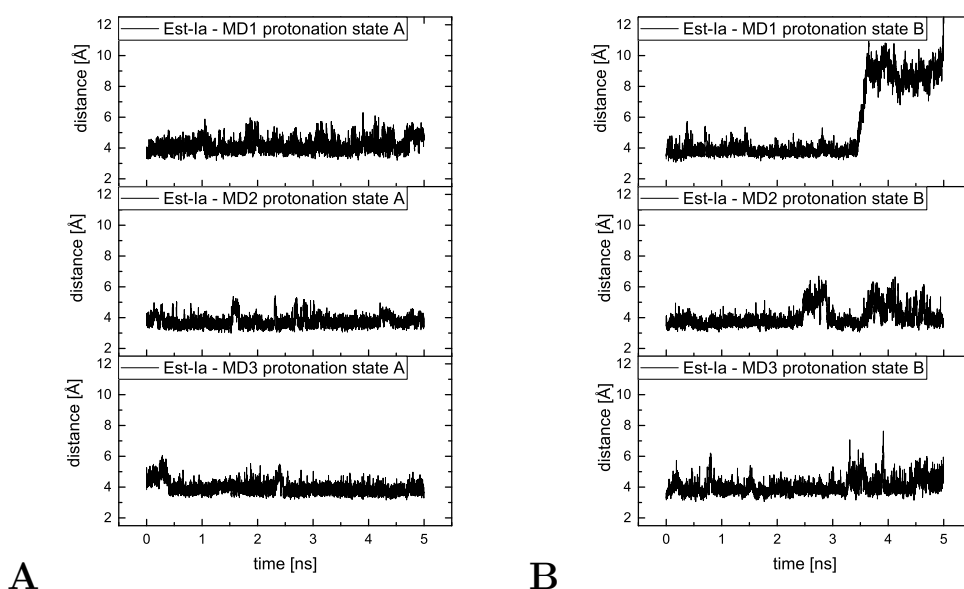 Est-Ia - MD1 protonation state A
distance [Å]
12
10
8
6
4
2
Est-Ia - MD2 protonation state A
distance [Å]
12
10
8
6
4
2
Est-Ia - MD3 protonation state A
distance [Å]
12
10
8
6
4
2
0 1 2 3 4 5
time [ns]
A
Est-Ia - MD1 protonation state B
distance [Å]
12
10
8
6
4
2
Est-Ia - MD2 protonation state B
distance [Å]
12
10
8
6
4
2
Est-Ia - MD3 protonation state B
distance [Å]
12
10
8
6
4
2
0 1 2 3 4 5
time [ns]
B